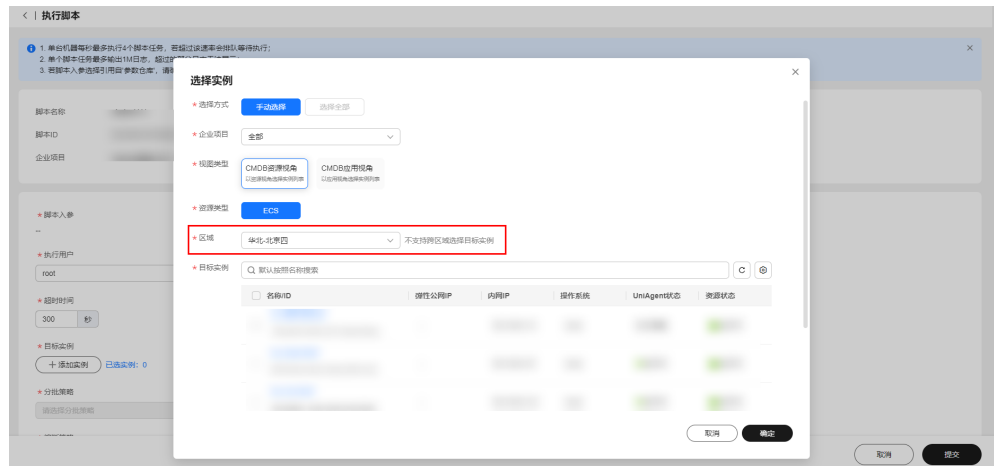 执行脚本
1. 单台机器每秒最多执行4个脚本任务，若超过该速率会排队等待执行；
2. 单个脚本任务最多输出1M日志，超过的
3. 若脚本入参选择引用自'参数仓库'，请
脚本名称
脚本ID
企业项目
* 脚本入参
--
* 执行用户
root
* 超时时间
300 秒
* 目标实例
+ 添加实例 已选实例：0
* 分批策略
请选择分批策略
选择实例
* 选择方式 手动选择 选择全部
* 企业项目 全部
* 视图类型 CMDB资源视角 CMDB应用视角
以资源视角选择实例列表 以应用视角选择实例列表
* 资源类型 ECS
* 区域 华北-北京四 不支持跨区域选择目标实例
* 目标实例 默认按照名称搜索
名称/ID 弹性公网IP 内网IP 操作系统 UniAgent状态 资源状态
取消 确定
取消 提交